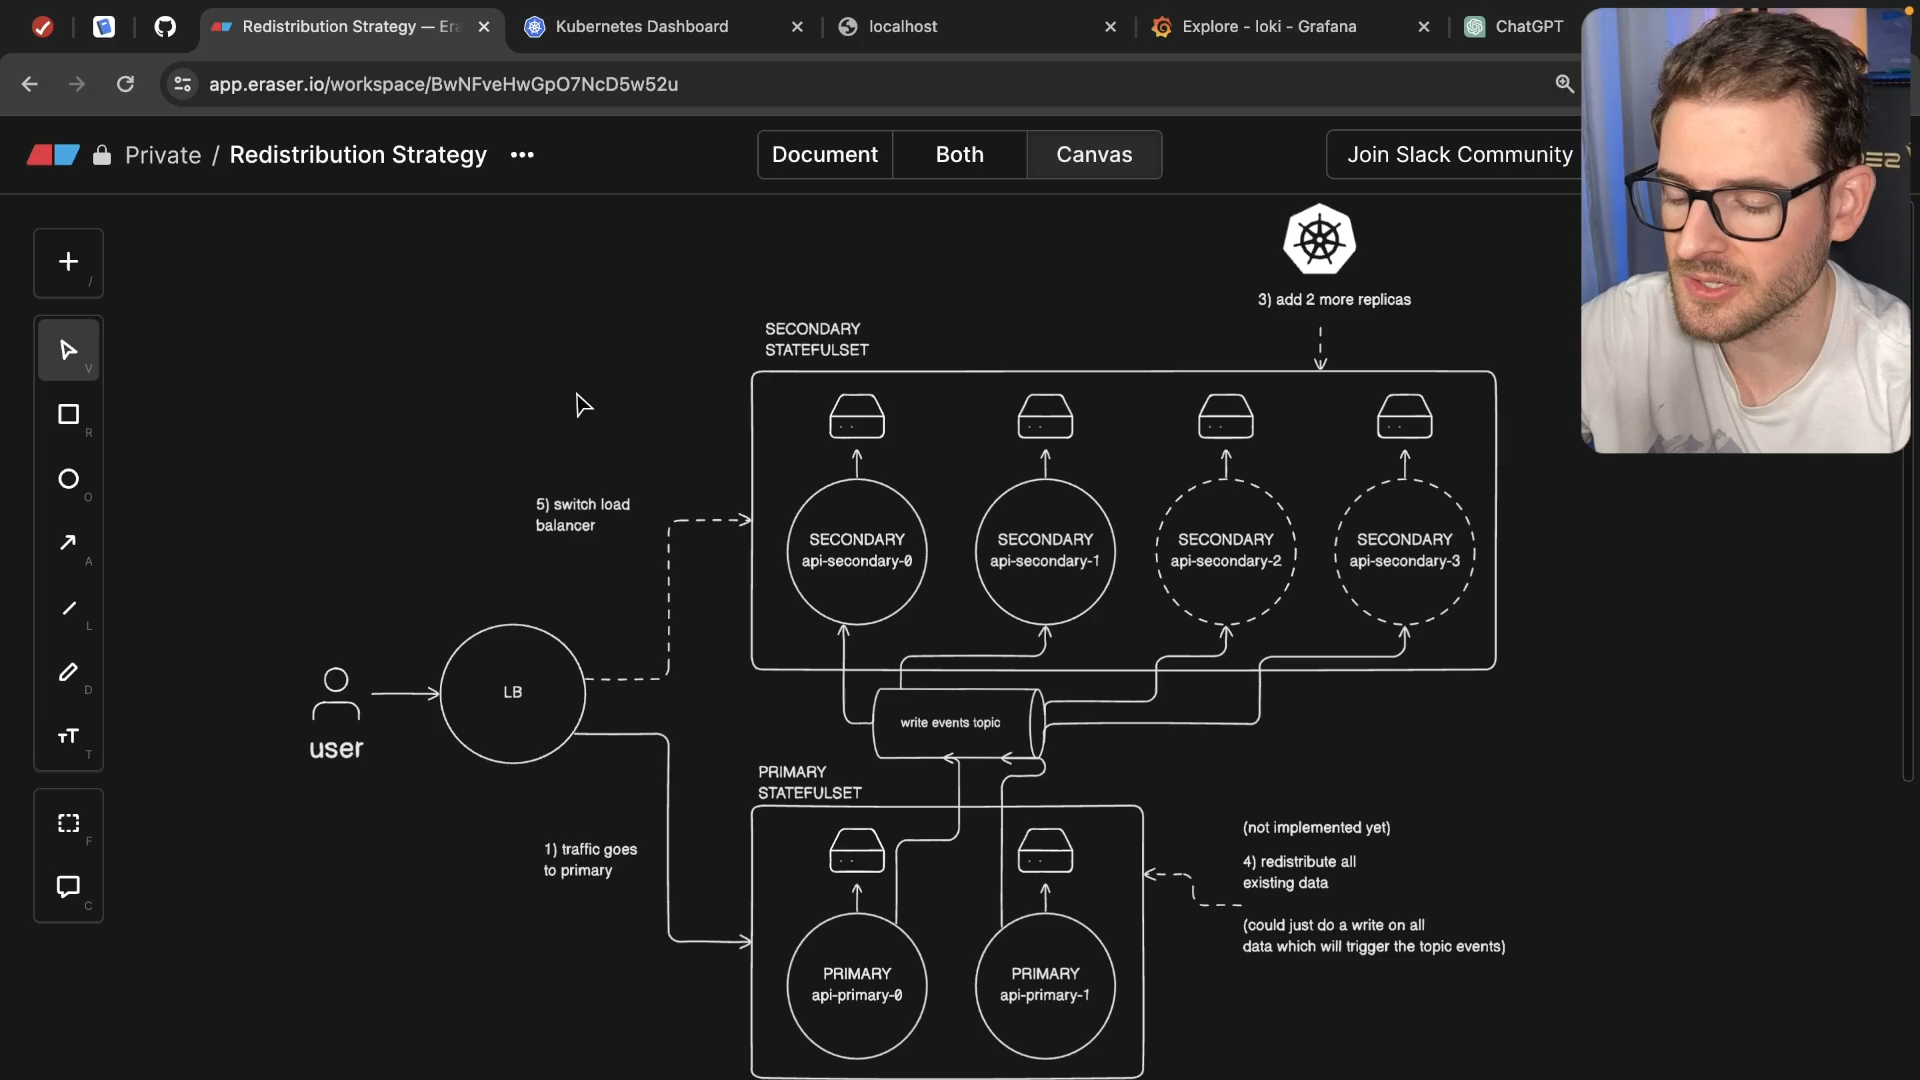 Redistribution Strategy — Era
Kubernetes Dashboard
localhost
Explore - loki - Grafana
ChatGPT
app.eraser.io/workspace/BwNFveHwGpO7NcD5w52u
Private / Redistribution Strategy
Document
Both
Canvas
Join Slack Community
/
V
R
O
A
L
D
T
F
C
3) add 2 more replicas
SECONDARY
STATEFULSET
5) switch load
balancer
SECONDARY
api-secondary-0
SECONDARY
api-secondary-1
SECONDARY
api-secondary-2
SECONDARY
api-secondary-3
LB
user
write events topic
PRIMARY
STATEFULSET
1) traffic goes
to primary
(not implemented yet)
4) redistribute all
existing data
(could just do a write on all
data which will trigger the topic events)
PRIMARY
api-primary-0
PRIMARY
api-primary-1